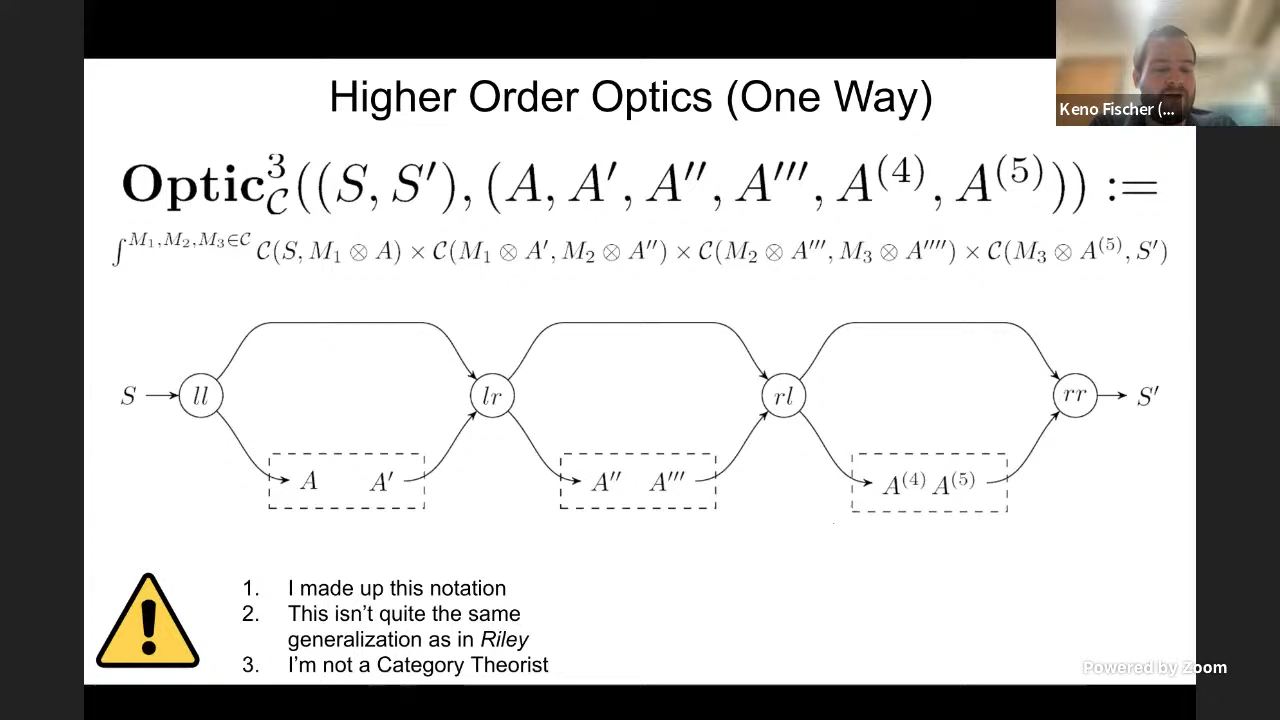 Higher Order Optics (One Way)
Keno Fischer (...
𝐎𝐩𝐭𝐢𝐜³_𝒞((S, S′), (A, A′, A″, A‴, A⁽⁴⁾, A⁽⁵⁾)) :=
∫^{M₁,M₂,M₃∈𝒞} 𝒞(S, M₁ ⊗ A) × 𝒞(M₁ ⊗ A′, M₂ ⊗ A″) × 𝒞(M₂ ⊗ A‴, M₃ ⊗ A⁗) × 𝒞(M₃ ⊗ A⁽⁵⁾, S′)
S ll lr rl rr S′
A A′ A″ A‴ A⁽⁴⁾ A⁽⁵⁾
1. I made up this notation
2. This isn't quite the same
generalization as in Riley
3. I'm not a Category Theorist
Powered by Zoom